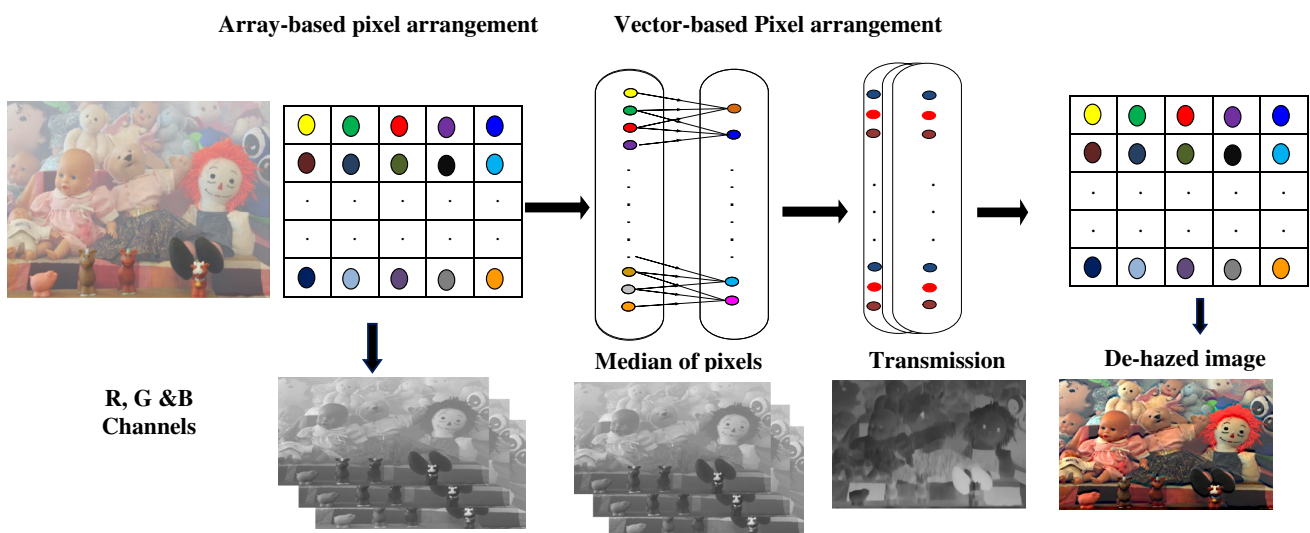 Array-based pixel arrangement
Vector-based Pixel arrangement
Median of pixels
Transmission
De-hazed image
R, G &B
Channels